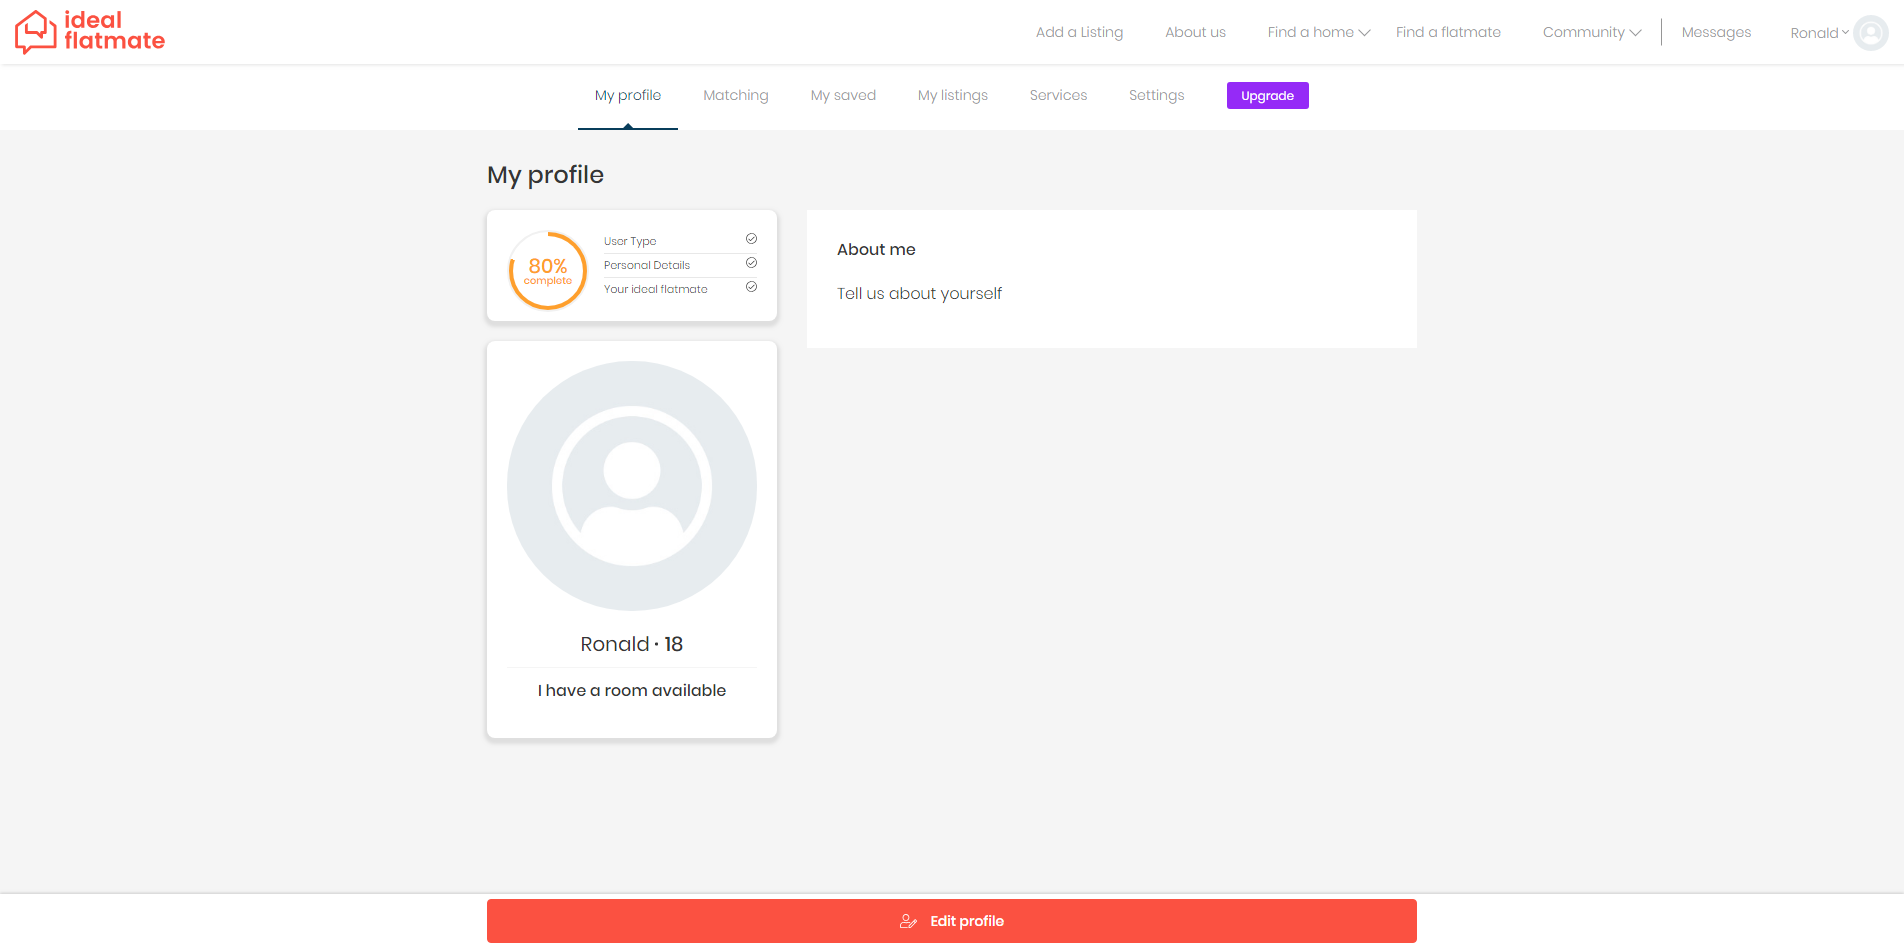 ideal
flatmate
Add a Listing About us Find a home Find a flatmate Community Messages Ronald
My profile Matching My saved My listings Services Settings Upgrade
My profile
80%
complete
User Type
Personal Details
Your ideal flatmate
About me
Tell us about yourself
Ronald · 18
I have a room available
Edit profile